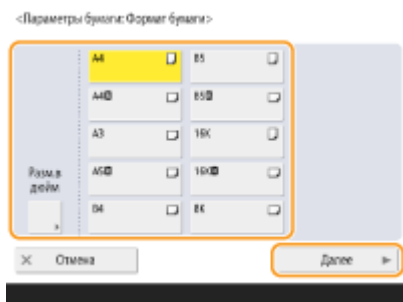 <Параметры бумаги: Формат бумаги>
A4
B5
A4R
B5R
A3
16K
A5R
16KR
B4
8K
Разм.в
дюйм.
× Отмена
Далее